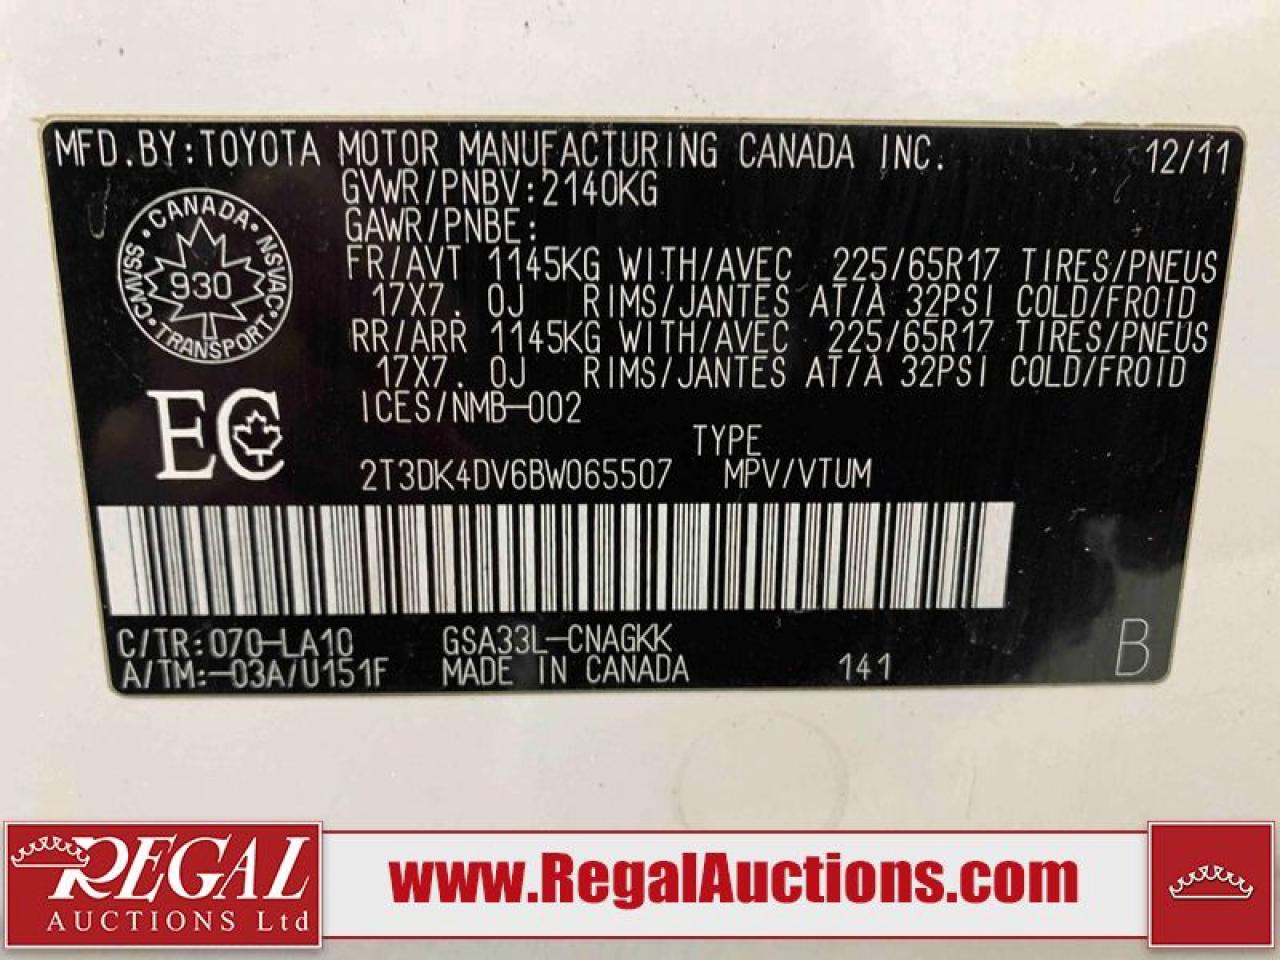 MFD.BY:TOYOTA MOTOR MANUFACTURING CANADA INC. 12/11
GVWR/PNBV:2140KG
GAWR/PNBE:
FR/AVT 1145KG WITH/AVEC 225/65R17 TIRES/PNEUS
17X7.0J RIMS/JANTES AT/A 32PSI COLD/FROID
RR/ARR 1145KG WITH/AVEC 225/65R17 TIRES/PNEUS
17X7.0J RIMS/JANTES AT/A 32PSI COLD/FROID
ICES/NMB-002
CANADA
NSVAC
TRANSPORT
CMVSS
930
EC
TYPE
2T3DK4DV6BW065507 MPV/VTUM
C/TR:070-LA10 GSA33L-CNAGKK
A/TM:-03A/U151F MADE IN CANADA 141
B
REGAL
AUCTIONS Ltd
www.RegalAuctions.com